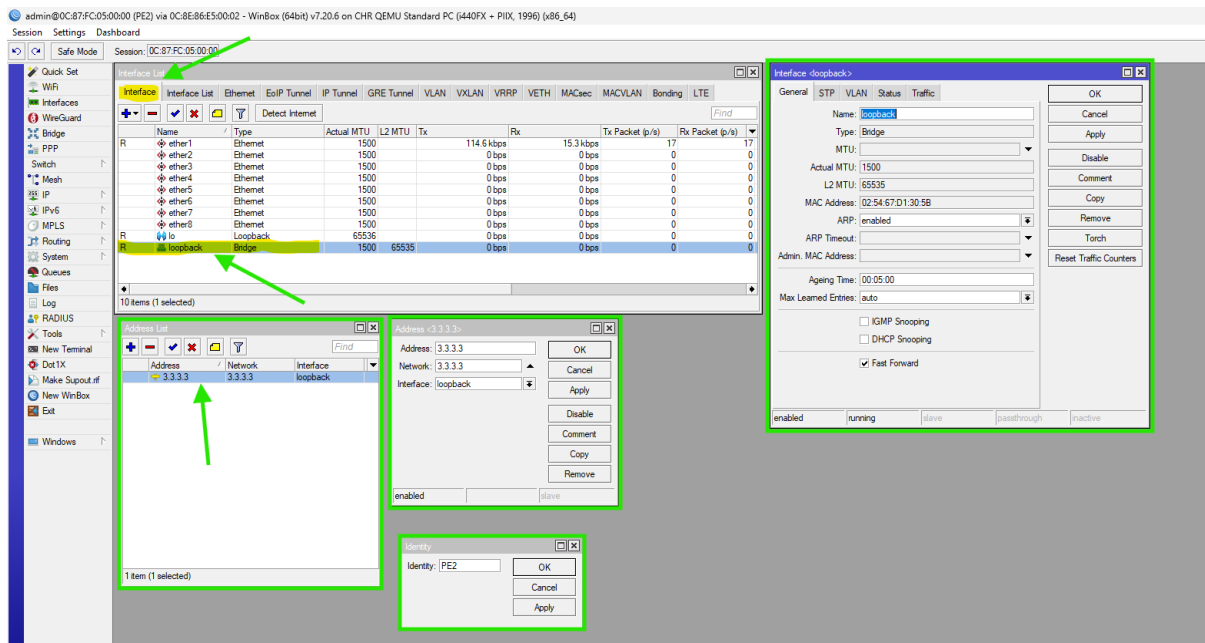 admin@0C:87:FC:05:00:00 (PE2) via 0C:8E:86:E5:00:02 - WinBox (64bit) v7.20.6 on CHR QEMU Standard PC (i440FX + PIIX, 1996) (x86_64)
Session Settings Dashboard
Safe Mode Session: 0C:87:FC:05:00:00
Quick Set
WiFi
Interfaces
WireGuard
Bridge
PPP
Switch
Mesh
IP
IPv6
MPLS
Routing
System
Queues
Files
Log
RADIUS
Tools
New Terminal
Dot1X
Make Supout.rif
New WinBox
Exit
Windows
Interface List
Interface Interface List Ethernet EoIP Tunnel IP Tunnel GRE Tunnel VLAN VXLAN VRRP VETH MACsec MACVLAN Bonding LTE
Detect Internet Find
Name / Type Actual MTU L2 MTU Tx Rx Tx Packet (p/s) Rx Packet (p/s)
R ether1 Ethernet 1500 114.6 kbps 15.3 kbps 17 17
ether2 Ethernet 1500 0 bps 0 bps 0 0
ether3 Ethernet 1500 0 bps 0 bps 0 0
ether4 Ethernet 1500 0 bps 0 bps 0 0
ether5 Ethernet 1500 0 bps 0 bps 0 0
ether6 Ethernet 1500 0 bps 0 bps 0 0
ether7 Ethernet 1500 0 bps 0 bps 0 0
ether8 Ethernet 1500 0 bps 0 bps 0 0
R lo Loopback 65536 0 bps 0 bps 0 0
R loopback Bridge 1500 65535 0 bps 0 bps 0 0
10 items (1 selected)
Address List
Find
Address / Network Interface
3.3.3.3 3.3.3.3 loopback
1 item (1 selected)
Address <3.3.3.3>
Address: 3.3.3.3
Network: 3.3.3.3
Interface: loopback
OK
Cancel
Apply
Disable
Comment
Copy
Remove
enabled slave
Identity
Identity: PE2
OK
Cancel
Apply
Interface <loopback>
General STP VLAN Status Traffic
Name: loopback
Type: Bridge
MTU:
Actual MTU: 1500
L2 MTU: 65535
MAC Address: 02:54:67:D1:30:5B
ARP: enabled
ARP Timeout:
Admin. MAC Address:
Ageing Time: 00:05:00
Max Learned Entries: auto
IGMP Snooping
DHCP Snooping
Fast Forward
OK
Cancel
Apply
Disable
Comment
Copy
Remove
Torch
Reset Traffic Counters
enabled running slave passthrough inactive